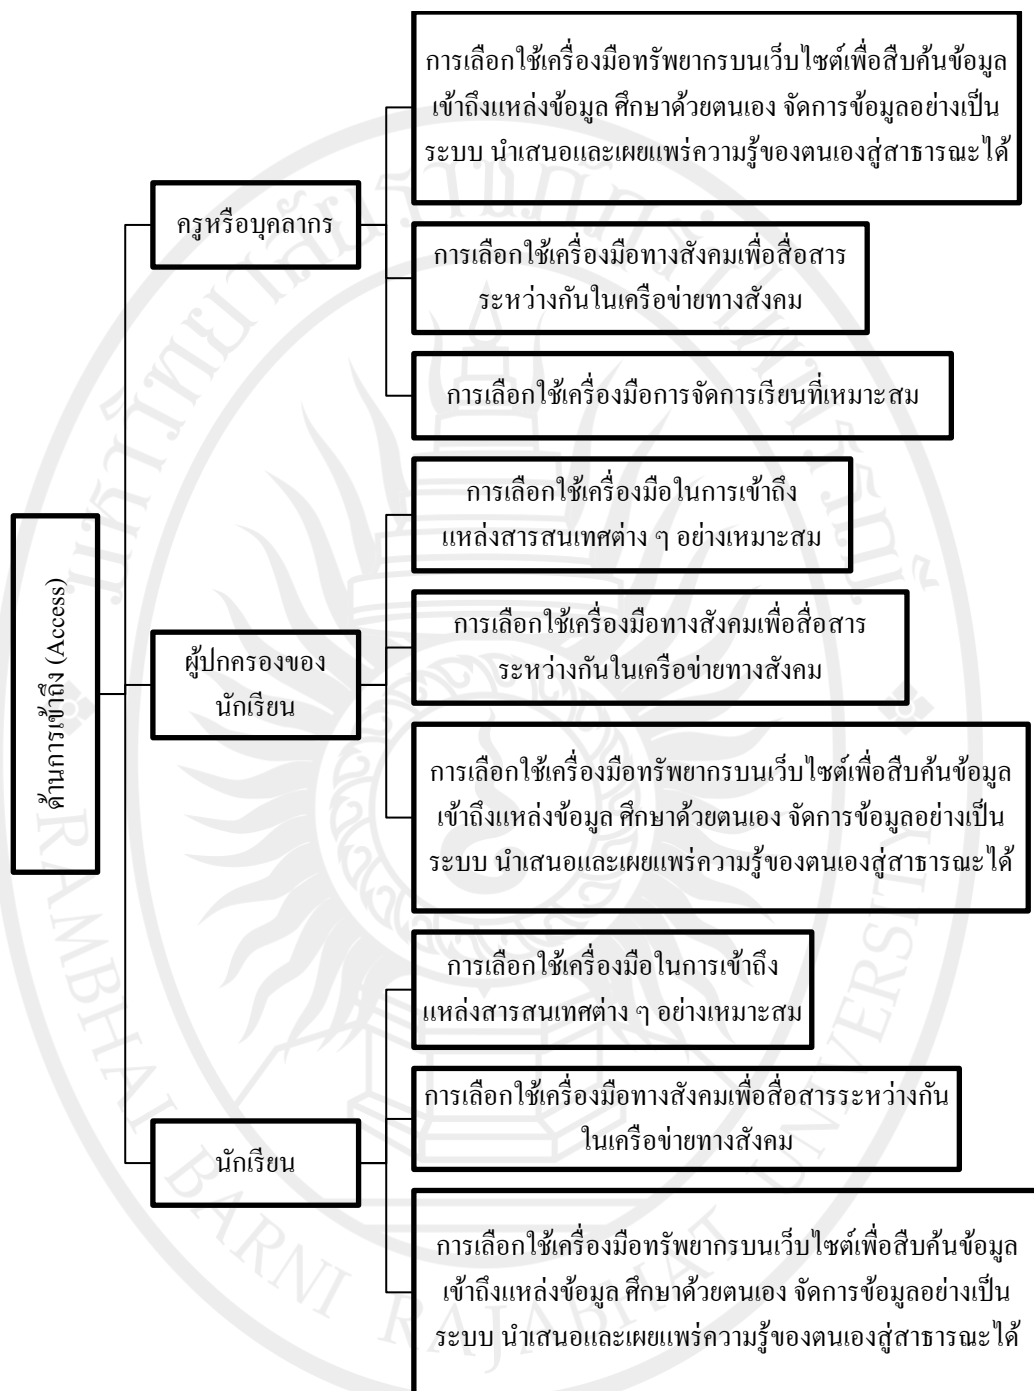 ด้านการเข้าถึง (Access)
ครูหรือบุคลากร
การเลือกใช้เครื่องมือทรัพยากรบนเว็บไซต์เพื่อสืบค้นข้อมูล
เข้าถึงแหล่งข้อมูล ศึกษาด้วยตนเอง จัดการข้อมูลอย่างเป็น
ระบบ นำเสนอและเผยแพร่ความรู้ของตนเองสู่สาธารณะได้
การเลือกใช้เครื่องมือทางสังคมเพื่อสื่อสาร
ระหว่างกันในเครือข่ายทางสังคม
การเลือกใช้เครื่องมือการจัดการเรียนที่เหมาะสม
ผู้ปกครองของ
นักเรียน
การเลือกใช้เครื่องมือในการเข้าถึง
แหล่งสารสนเทศต่าง ๆ อย่างเหมาะสม
การเลือกใช้เครื่องมือทางสังคมเพื่อสื่อสาร
ระหว่างกันในเครือข่ายทางสังคม
การเลือกใช้เครื่องมือทรัพยากรบนเว็บไซต์เพื่อสืบค้นข้อมูล
เข้าถึงแหล่งข้อมูล ศึกษาด้วยตนเอง จัดการข้อมูลอย่างเป็น
ระบบ นำเสนอและเผยแพร่ความรู้ของตนเองสู่สาธารณะได้
นักเรียน
การเลือกใช้เครื่องมือในการเข้าถึง
แหล่งสารสนเทศต่าง ๆ อย่างเหมาะสม
การเลือกใช้เครื่องมือทางสังคมเพื่อสื่อสารระหว่างกัน
ในเครือข่ายทางสังคม
การเลือกใช้เครื่องมือทรัพยากรบนเว็บไซต์เพื่อสืบค้นข้อมูล
เข้าถึงแหล่งข้อมูล ศึกษาด้วยตนเอง จัดการข้อมูลอย่างเป็น
ระบบ นำเสนอและเผยแพร่ความรู้ของตนเองสู่สาธารณะได้
มหาวิทยาลัยราชภัฏรำไพพรรณี
RAMBHAI BARNI RAJABHAT UNIVERSITY